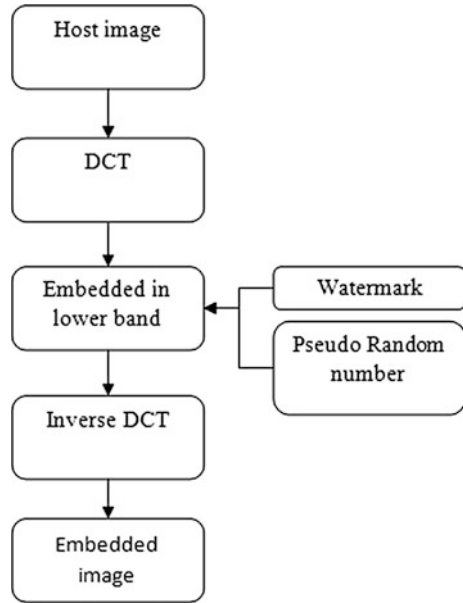 Host image
DCT
Embedded in
lower band
Watermark
Pseudo Random
number
Inverse DCT
Embedded
image